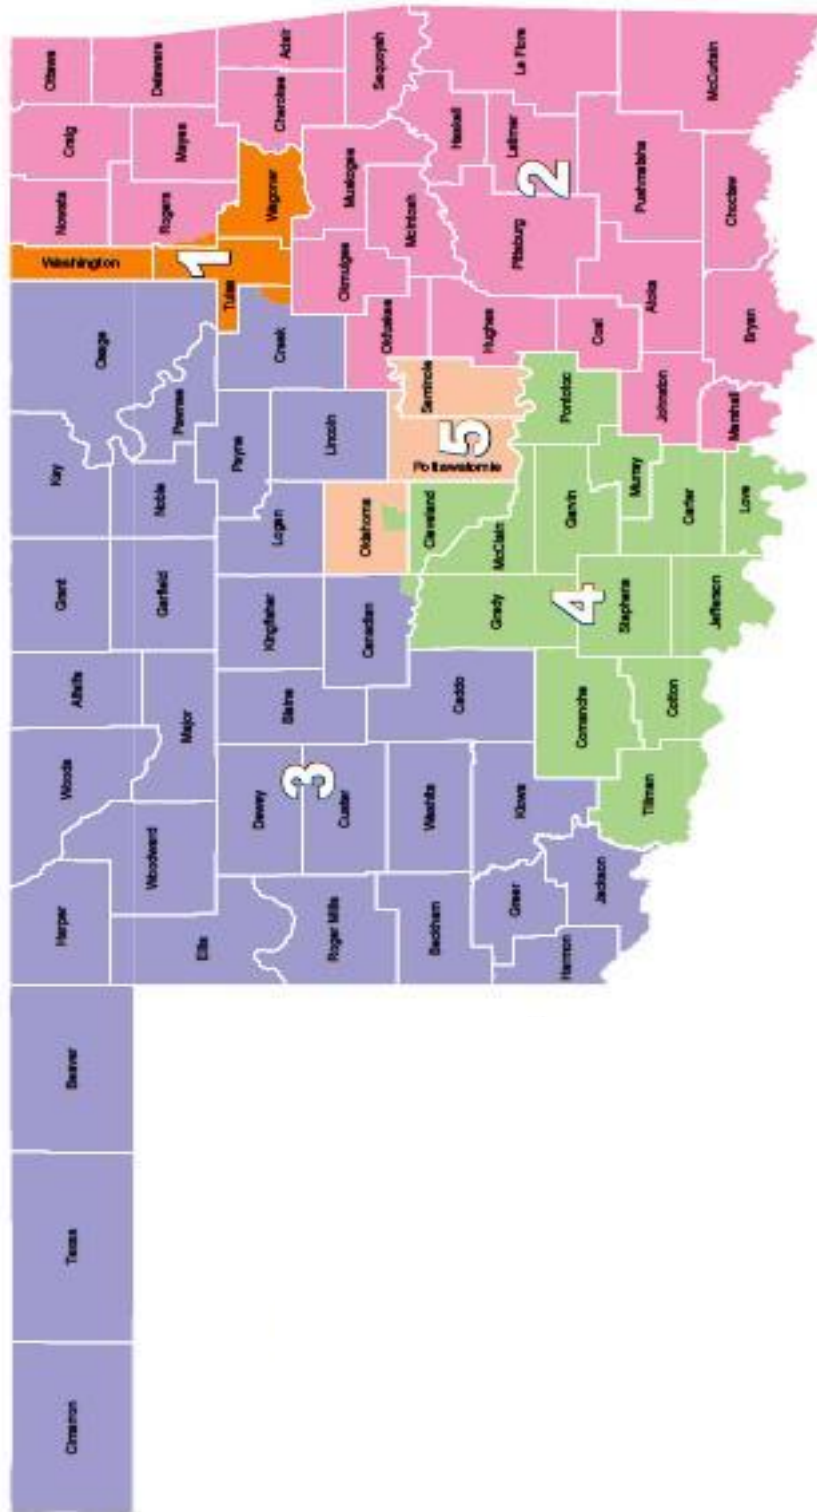 Cimarron
Texas
Beaver
Harper
Woods
Alfalfa
Grant
Kay
Osage
Washington
Nowata
Craig
Ottawa
Ellis
Woodward
Major
Garfield
Noble
Pawnee
Rogers
Mayes
Delaware
Tulsa
1
Wagoner
Cherokee
Adair
Dewey
Blaine
Kingfisher
Logan
Payne
Creek
3
Roger Mills
Custer
Canadian
Oklahoma
Lincoln
Okmulgee
Muskogee
Sequoyah
Beckham
Washita
Caddo
Grady
Cleveland
McClain
Pottawatomie
5
Seminole
Okfuskee
McIntosh
Haskell
Harmon
Greer
Kiowa
Comanche
Garvin
Pontotoc
Hughes
Pittsburg
2
Latimer
Le Flore
Jackson
Tillman
Cotton
4
Stephens
Murray
Coal
Atoka
Pushmataha
McCurtain
Jefferson
Carter
Johnston
Love
Marshall
Bryan
Choctaw